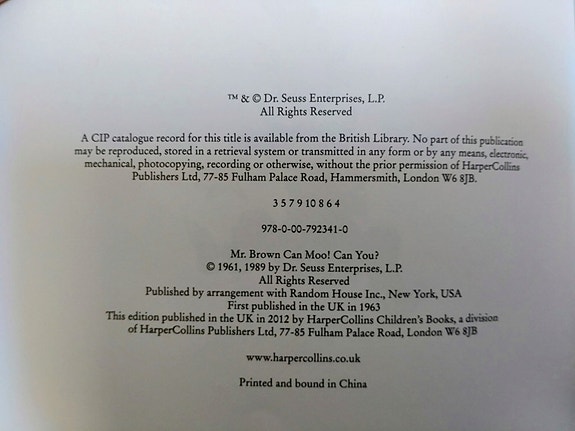 ™ & © Dr. Seuss Enterprises, L.P.
All Rights Reserved
A CIP catalogue record for this title is available from the British Library. No part of this publication
may be reproduced, stored in a retrieval system or transmitted in any form or by any means, electronic,
mechanical, photocopying, recording or otherwise, without the prior permission of HarperCollins
Publishers Ltd, 77-85 Fulham Palace Road, Hammersmith, London W6 8JB.
3 5 7 9 10 8 6 4
978-0-00-792341-0
Mr. Brown Can Moo! Can You?
© 1961, 1989 by Dr. Seuss Enterprises, L.P.
All Rights Reserved
Published by arrangement with Random House Inc., New York, USA
First published in the UK in 1963
This edition published in the UK in 2012 by HarperCollins Children's Books, a division
of HarperCollins Publishers Ltd, 77-85 Fulham Palace Road, London W6 8JB
www.harpercollins.co.uk
Printed and bound in China